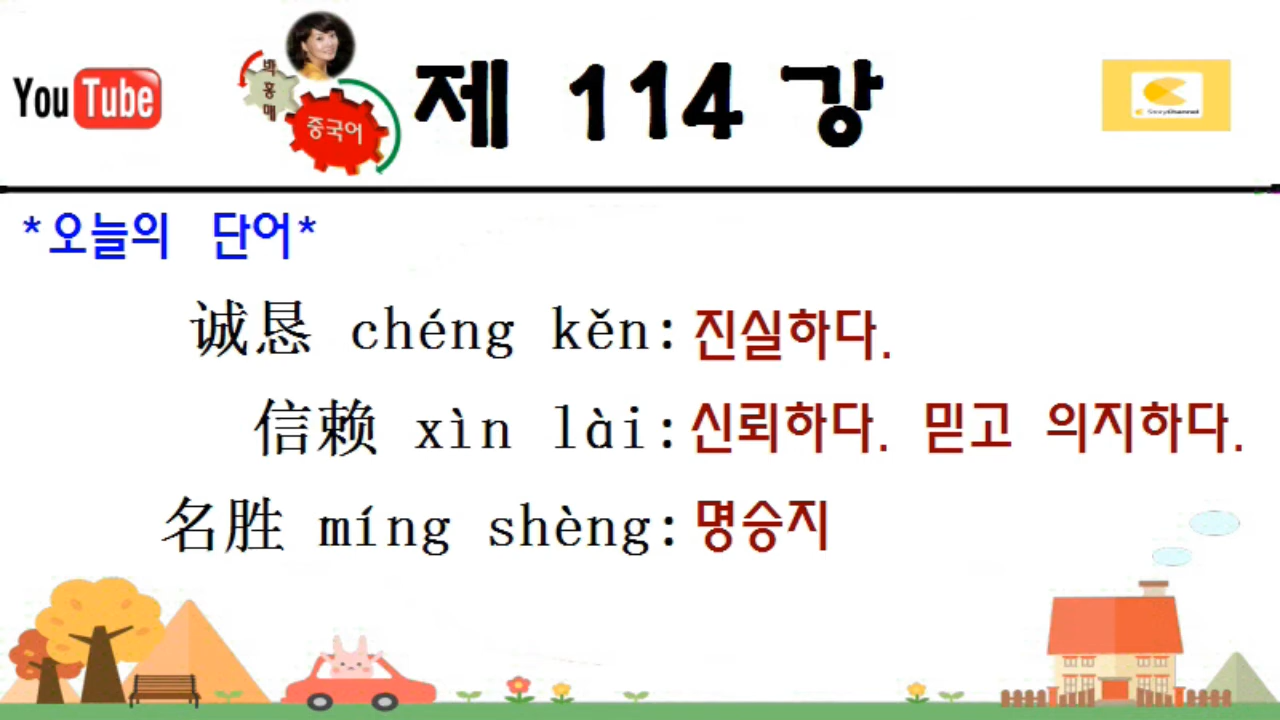 YouTube
박홍매
중국어
제 114 강
StoryChannel
*오늘의 단어*
诚恳 chéng kěn: 진실하다.
信赖 xìn lài: 신뢰하다. 믿고 의지하다.
名胜 míng shèng: 명승지